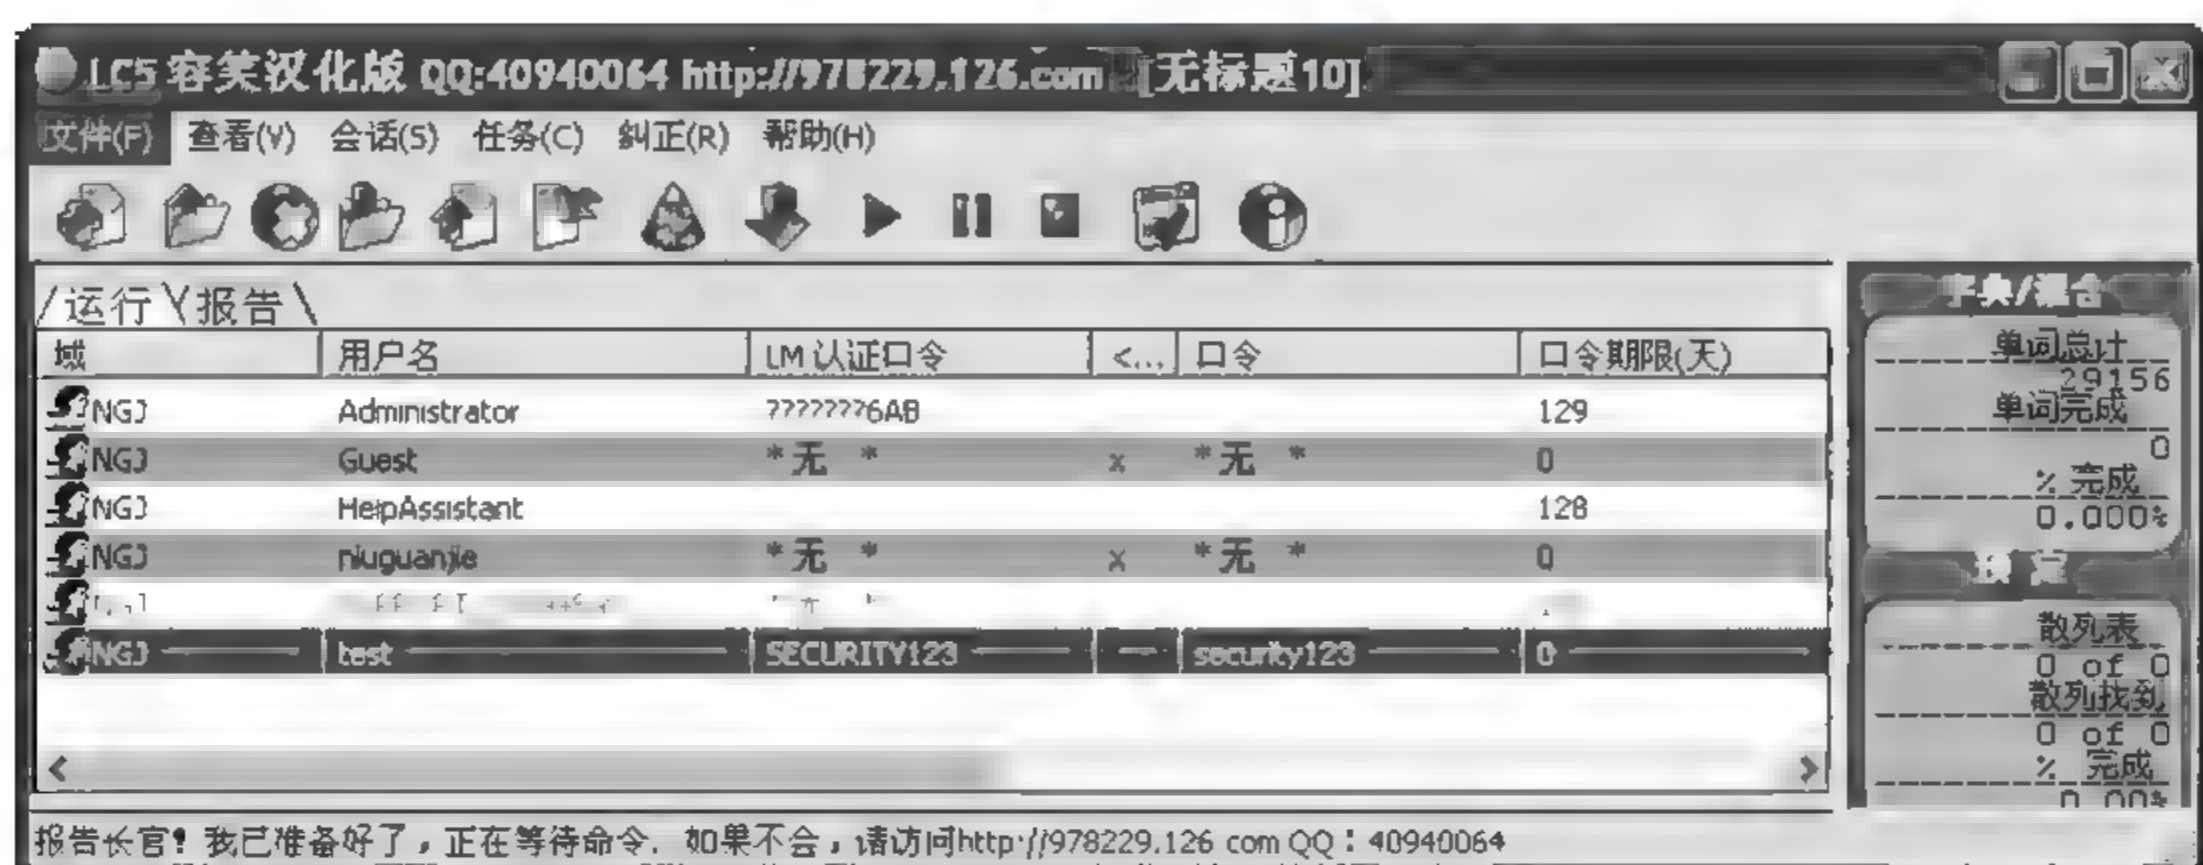 LC5 容笑汉化版 QQ:40940064 http://978229.126.com [无标题10]
文件(F) 查看(V) 会话(S) 任务(C) 纠正(R) 帮助(H)
运行 报告
域 用户名 LM 认证口令 <... 口令 口令期限(天)
NGJ Administrator ???????6AB 129
NGJ Guest * 无 * x * 无 * 0
NGJ HelpAssistant 128
NGJ niuguanjie * 无 * x * 无 * 0
NGJ test SECURITY123 security123 0
字典/混合
单词总计
29156
单词完成
0
% 完成
0.000%
散列表
0 of 0
散列找到
0 of 0
% 完成
0.00%
报告长官! 我已准备好了，正在等待命令. 如果不会，请访问http://978229.126 com QQ：40940064